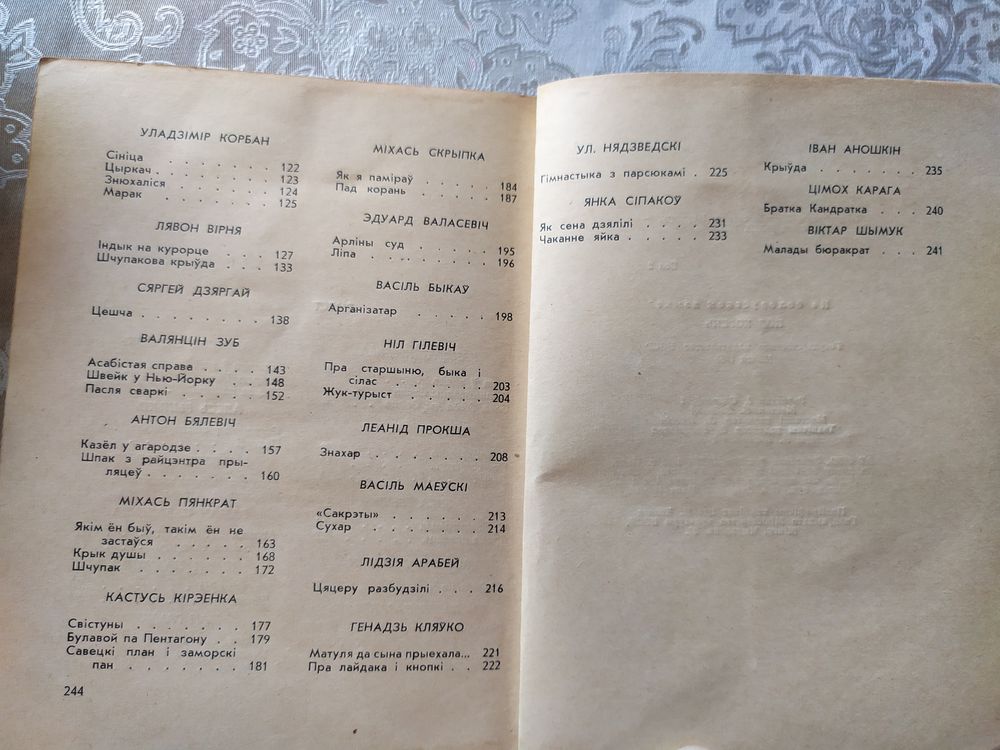 УЛАДЗІМІР КОРБАН
Сініца . . . . . . . 122
Цыркач . . . . . . . 123
Знюхаліся . . . . . . 124
Марак . . . . . . . 125
ЛЯВОН ВІРНЯ
Індык на курорце . . . . 127
Шчупакова крыўда . . . . 133
СЯРГЕЙ ДЗЯРГАЙ
Цешча . . . . . . . 138
ВАЛЯНЦІН ЗУБ
Асабістая справа . . . . 143
Швейк у Нью-Йорку . . . 148
Пасля сваркі . . . . . 152
АНТОН БЯЛЕВІЧ
Казёл у агародзе . . . . 157
Шпак з райцэнтра пры-
ляцеў . . . . . . . 160
МІХАСЬ ПЯНКРАТ
Якім ён быў, такім ён не
застаўся . . . . . 163
Крык душы . . . . . . 168
Шчупак . . . . . . . 172
КАСТУСЬ КІРЭЕНКА
Свістуны . . . . . . 177
Булавой па Пентагону . . 179
Савецкі план і заморскі
пан . . . . . . . 181
244
МІХАСЬ СКРЫПКА
Як я паміраў . . . . . 184
Пад корань . . . . . . 187
ЭДУАРД ВАЛАСЕВІЧ
Арліны суд . . . . . 195
Ліпа . . . . . . . 196
ВАСІЛЬ БЫКАЎ
Арганізатар . . . . . 198
НІЛ ГІЛЕВІЧ
Пра старшыню, быка і
сілас . . . . . . 203
Жук-турыст . . . . . 204
ЛЕАНІД ПРОКША
Знахар . . . . . . . 208
ВАСІЛЬ МАЕЎСКІ
«Сакрэты» . . . . . . 213
Сухар . . . . . . . 214
ЛІДЗІЯ АРАБЕЙ
Цяцеру разбудзілі . . . 216
ГЕНАДЗЬ КЛЯЎКО
Матуля да сына прыехала... 221
Пра лайдака і кнопкі . . 222
УЛ. НЯДЗВЕДСКІ
Гімнастыка з парсюкамі . 225
ЯНКА СІПАКОЎ
Як сена дзялілі . . . . 231
Чаканне яйка . . . . . 233
ІВАН АНОШКІН
Крыўда . . . . . . . 235
ЦІМОХ КАРАГА
Братка Кандратка . . . 240
ВІКТАР ШЫМУК
Малады бюракрат . . . 241